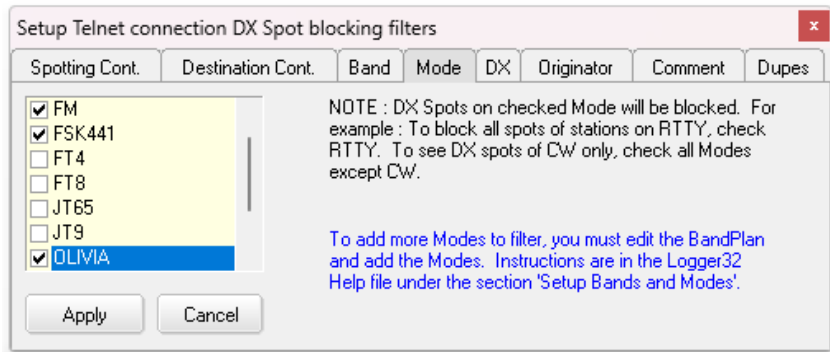 Setup Telnet connection DX Spot blocking filters
x
Spotting Cont. Destination Cont. Band Mode DX Originator Comment Dupes
FM
FSK441
FT4
FT8
JT65
JT9
OLIVIA
NOTE : DX Spots on checked Mode will be blocked. For
example : To block all spots of stations on RTTY, check
RTTY. To see DX spots of CW only, check all Modes
except CW.
To add more Modes to filter, you must edit the BandPlan
and add the Modes. Instructions are in the Logger32
Help file under the section 'Setup Bands and Modes'.
Apply Cancel